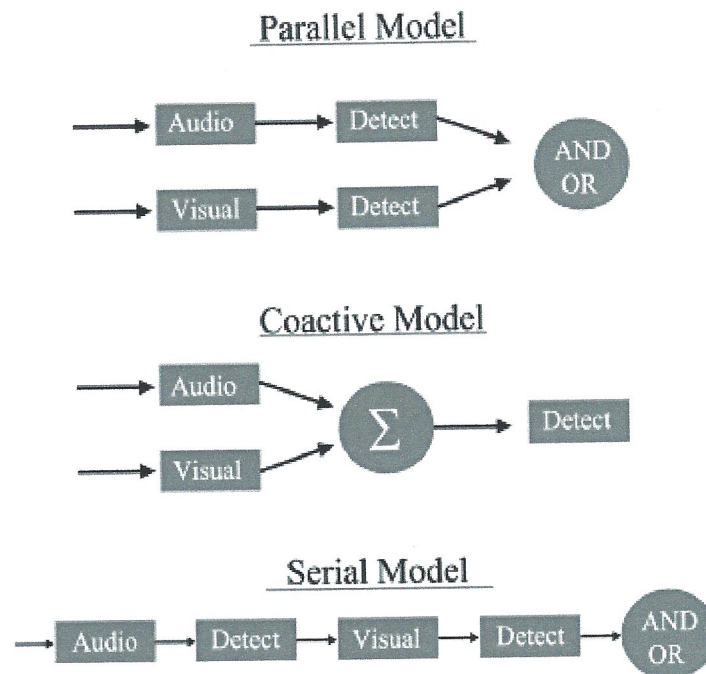 Parallel Model
Audio
Detect
Visual
Detect
AND
OR
Coactive Model
Audio
Visual
Σ
Detect
Serial Model
Audio
Detect
Visual
Detect
AND
OR